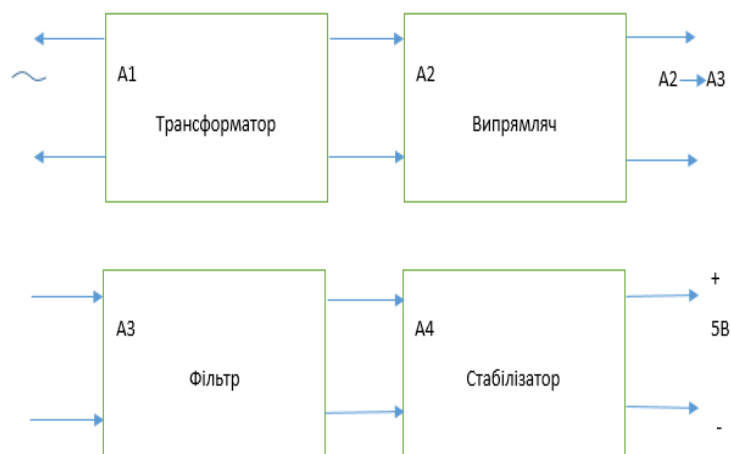 A1
Трансформатор
A2
Випрямляч
A2 A3
A3
Фільтр
A4
Стабілізатор
+
5В
-